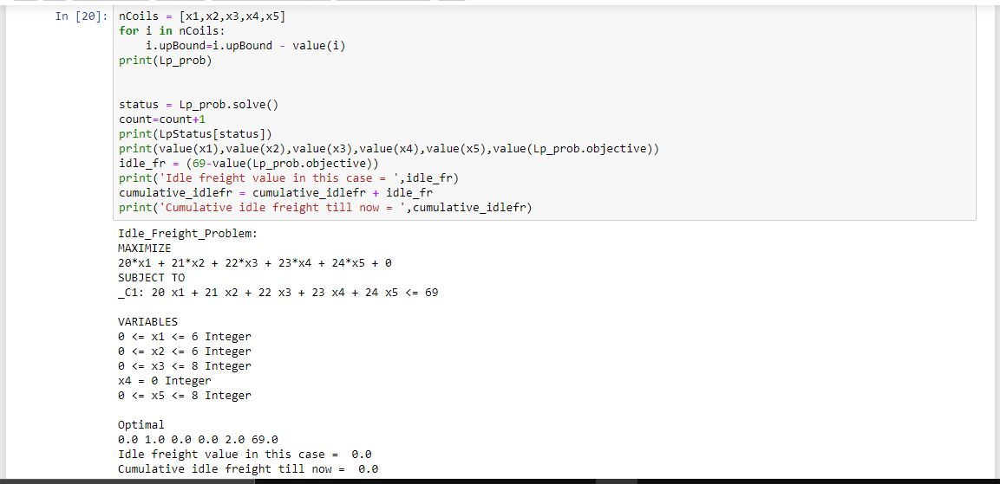 In [20]: nCoils = [x1,x2,x3,x4,x5]
for i in nCoils:
    i.upBound=i.upBound - value(i)
print(Lp_prob)
status = Lp_prob.solve()
count=count+1
print(LpStatus[status])
print(value(x1),value(x2),value(x3),value(x4),value(x5),value(Lp_prob.objective))
idle_fr = (69-value(Lp_prob.objective))
print('Idle freight value in this case = ',idle_fr)
cumulative_idlefr = cumulative_idlefr + idle_fr
print('Cumulative idle freight till now = ',cumulative_idlefr)
Idle_Freight_Problem:
MAXIMIZE
20*x1 + 21*x2 + 22*x3 + 23*x4 + 24*x5 + 0
SUBJECT TO
_C1: 20 x1 + 21 x2 + 22 x3 + 23 x4 + 24 x5 <= 69
VARIABLES
0 <= x1 <= 6 Integer
0 <= x2 <= 6 Integer
0 <= x3 <= 8 Integer
x4 = 0 Integer
0 <= x5 <= 8 Integer
Optimal
0.0 1.0 0.0 0.0 2.0 69.0
Idle freight value in this case =  0.0
Cumulative idle freight till now =  0.0